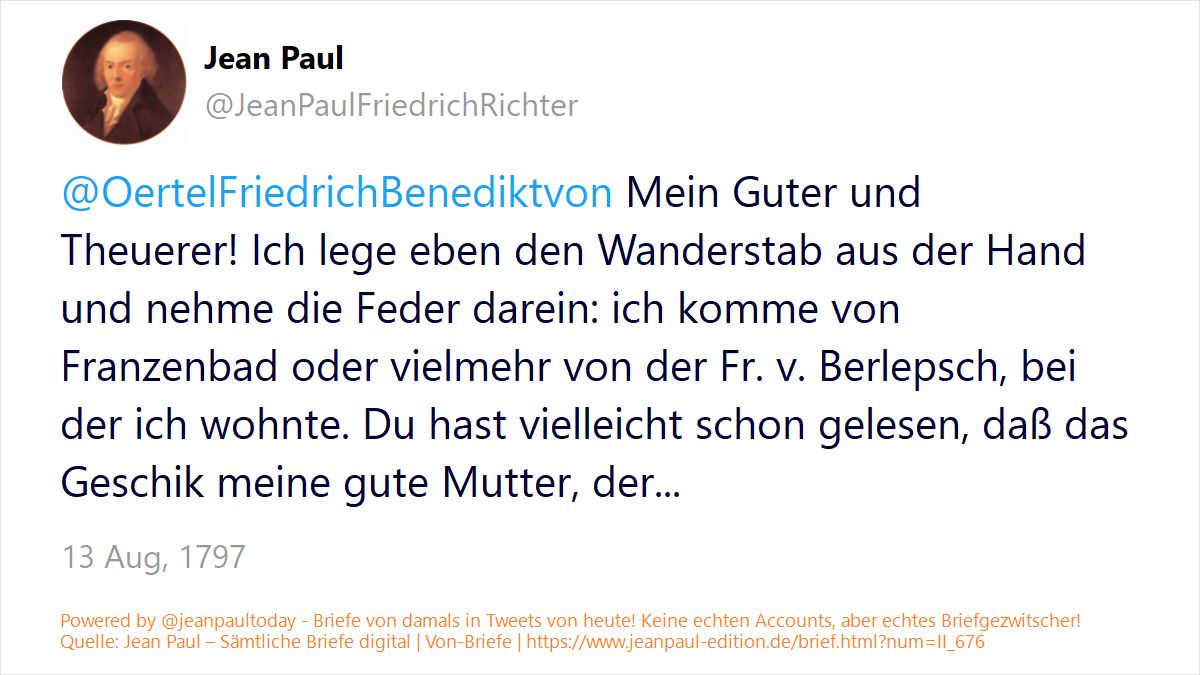 Jean Paul
@JeanPaulFriedrichRichter
@OertelFriedrichBenediktvon Mein Guter und
Theuerer! Ich lege eben den Wanderstab aus der Hand
und nehme die Feder darein: ich komme von
Franzenbad oder vielmehr von der Fr. v. Berlepsch, bei
der ich wohnte. Du hast vielleicht schon gelesen, daß das
Geschik meine gute Mutter, der...
13 Aug, 1797
Powered by @jeanpaultoday - Briefe von damals in Tweets von heute! Keine echten Accounts, aber echtes Briefgezwitscher!
Quelle: Jean Paul – Sämtliche Briefe digital | Von-Briefe | https://www.jeanpaul-edition.de/brief.html?num=II_676